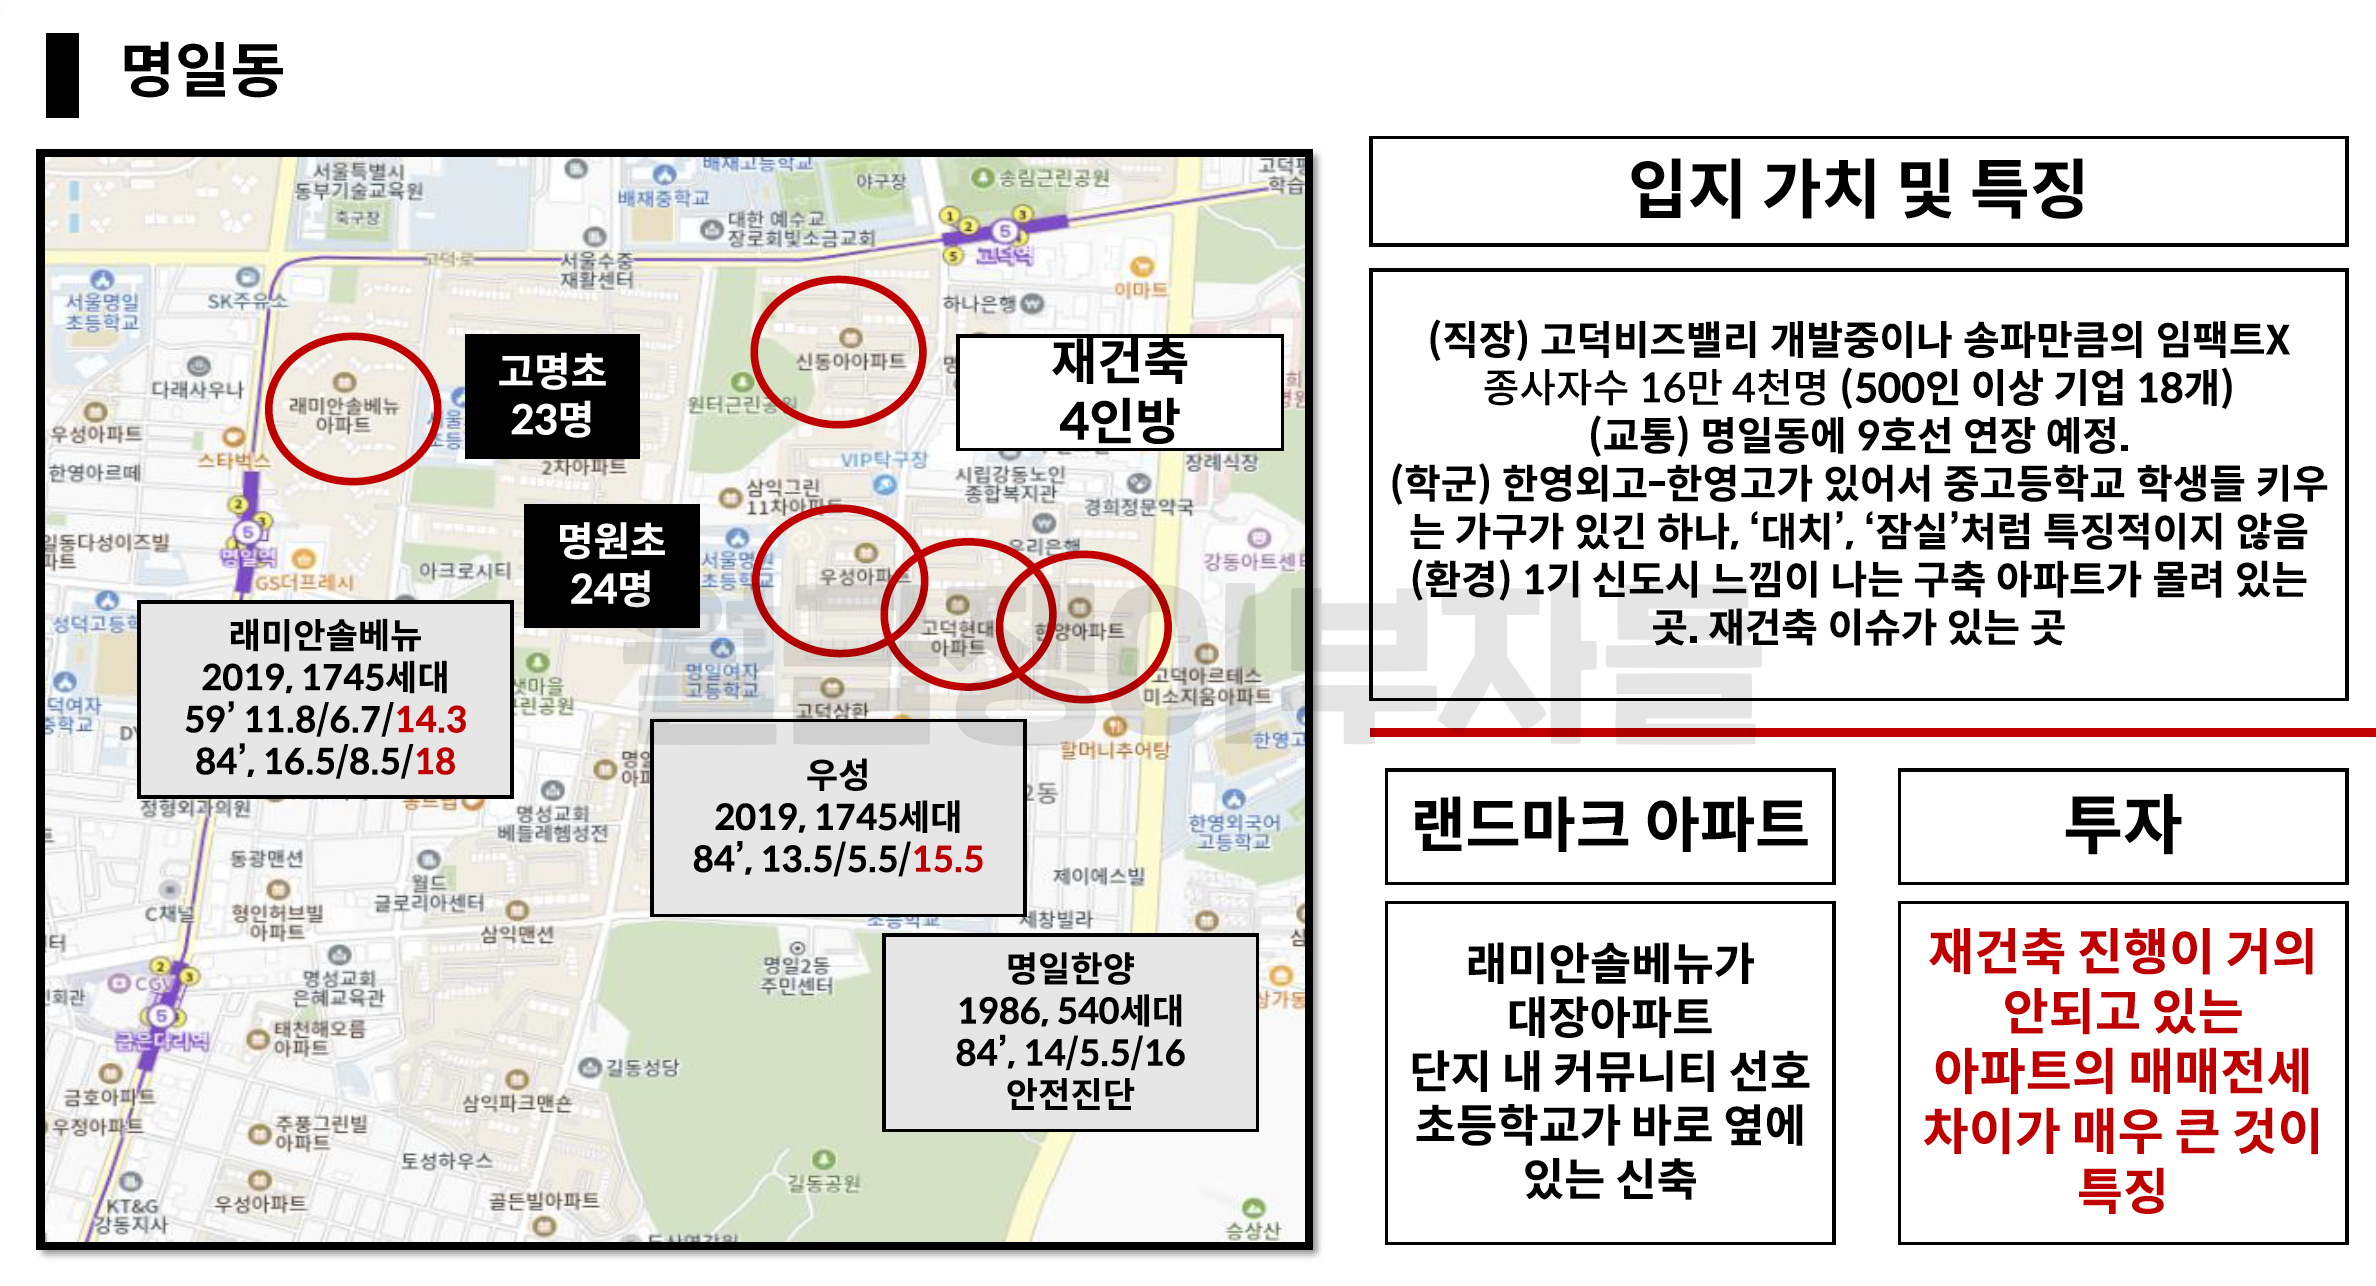 명일동
서울특별시
동부기술교육원
축구장
배재고등학교
배재중학교
야구장
송림근린공원
대한 예수교
장로회빛소금교회
고덕역
고덕로
서울수중
재활센터
서울명일
초등학교
SK주유소
하나은행
이마트
신동아아파트
다래사우나
래미안솔베뉴
아파트
원터근린공원
고명초
23명
재건축
4인방
우성아파트
한영아르떼
스타벅스
2차아파트
VIP탁구장
시립강동노인
종합복지관
장례식장
삼익그린
11차아파트
경희정문약국
명원초
24명
서울명원
초등학교
우리은행
강동아트센터
명일역
GS더프레시
아크로시티
우성아파트
고덕현대
아파트
한양아파트
명일여자
고등학교
고덕아르테스
미소지움아파트
고덕삼환
할머니추어탕
래미안솔베뉴
2019, 1745세대
59’ 11.8/6.7/14.3
84’, 16.5/8.5/18
우성
2019, 1745세대
84’, 13.5/5.5/15.5
정형외과의원
명성교회
베들레헴성전
한영외국어
고등학교
동광맨션
월드
글로리아센터
제이에스빌
C채널
형인허브빌
아파트
삼익맨션
세창빌라
명일한양
1986, 540세대
84’, 14/5.5/16
안전진단
CGV
명성교회
은혜교육관
명일2동
주민센터
굽은다리역
태천해오름
아파트
길동성당
금호아파트
삼익파크맨숀
우정아파트
주풍그린빌
아파트
토성하우스
길동공원
KT&G
강동지사
우성아파트
골든빌아파트
승상산
입지 가치 및 특징
(직장) 고덕비즈밸리 개발중이나 송파만큼의 임팩트X
종사자수 16만 4천명 (500인 이상 기업 18개)
(교통) 명일동에 9호선 연장 예정.
(학군) 한영외고-한영고가 있어서 중고등학교 학생들 키우
는 가구가 있긴 하나, ‘대치’, ‘잠실’처럼 특징적이지 않음
(환경) 1기 신도시 느낌이 나는 구축 아파트가 몰려 있는
곳. 재건축 이슈가 있는 곳
월급쟁이부자들
랜드마크 아파트
래미안솔베뉴가
대장아파트
단지 내 커뮤니티 선호
초등학교가 바로 옆에
있는 신축
투자
재건축 진행이 거의
안되고 있는
아파트의 매매전세
차이가 매우 큰 것이
특징